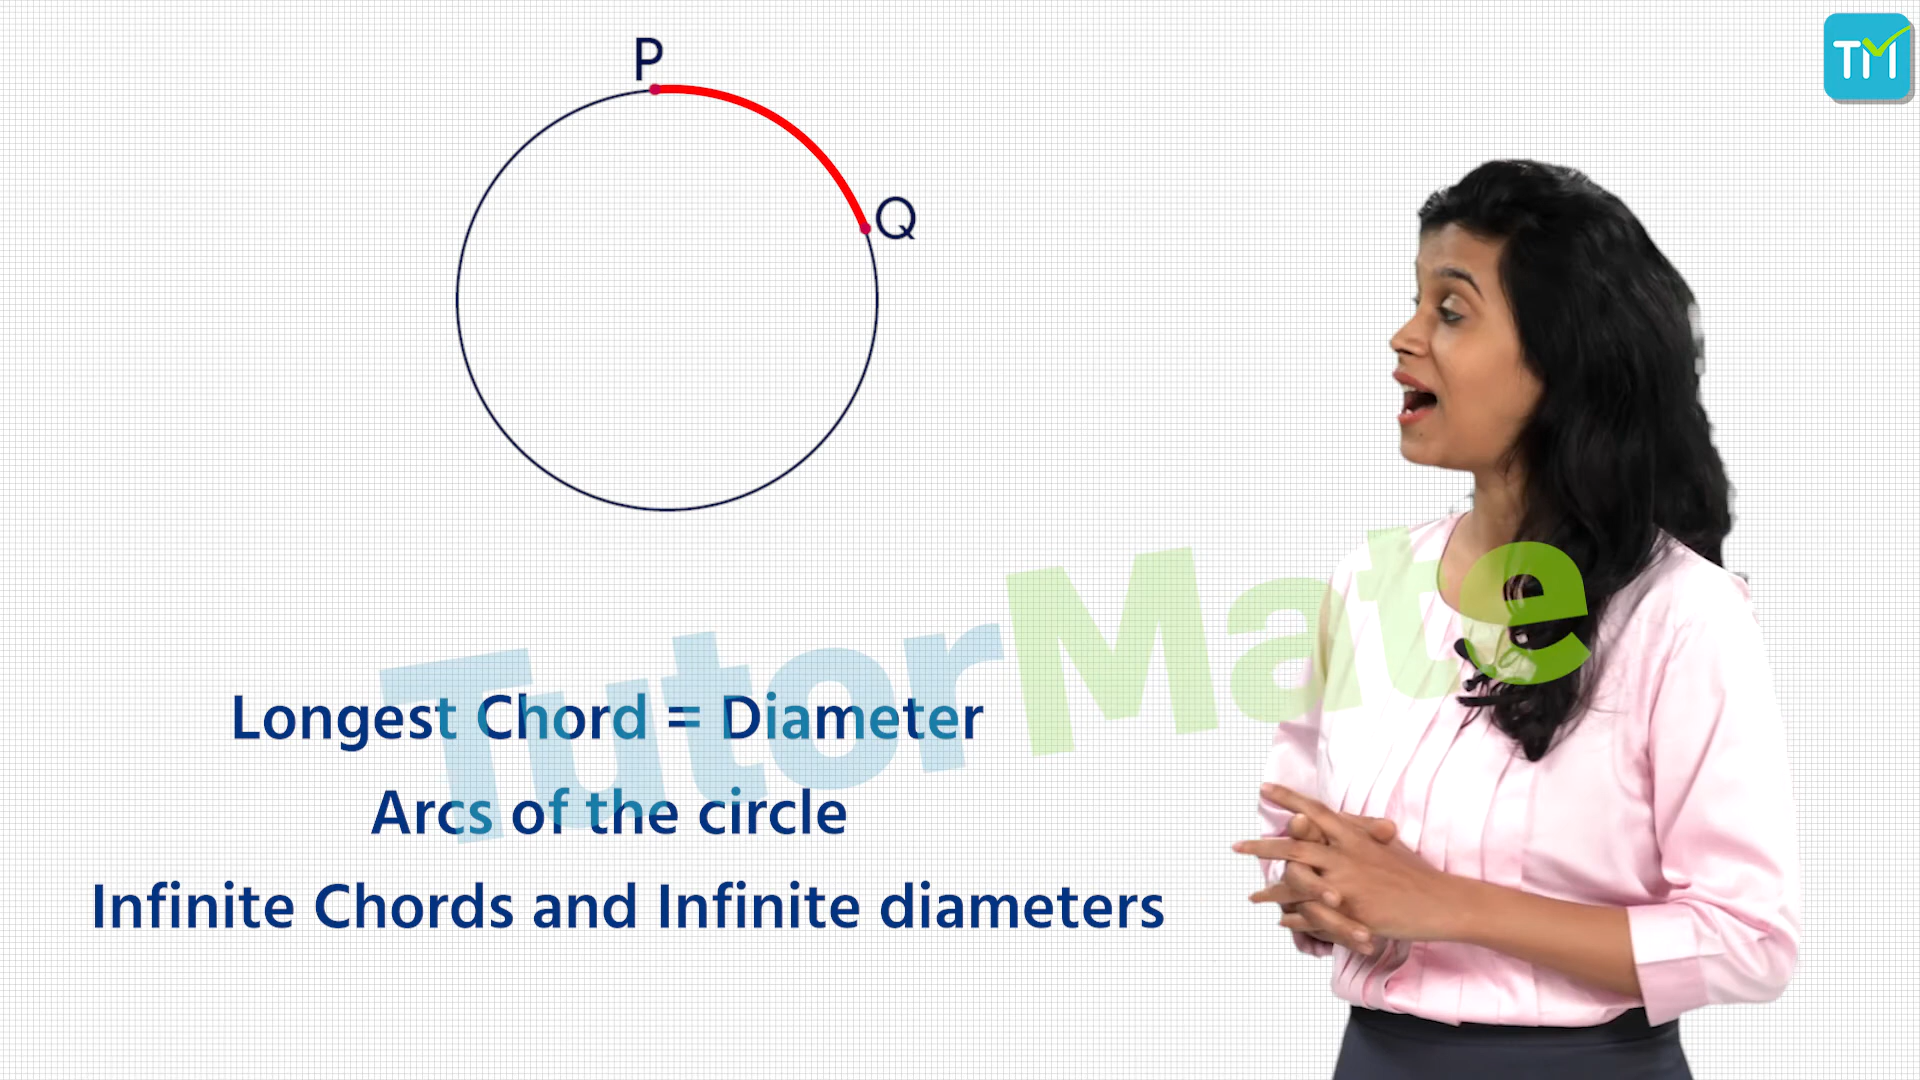 P
TM
Q
TutorMate
Longest Chord = Diameter
Arcs of the circle
Infinite Chords and Infinite diameters